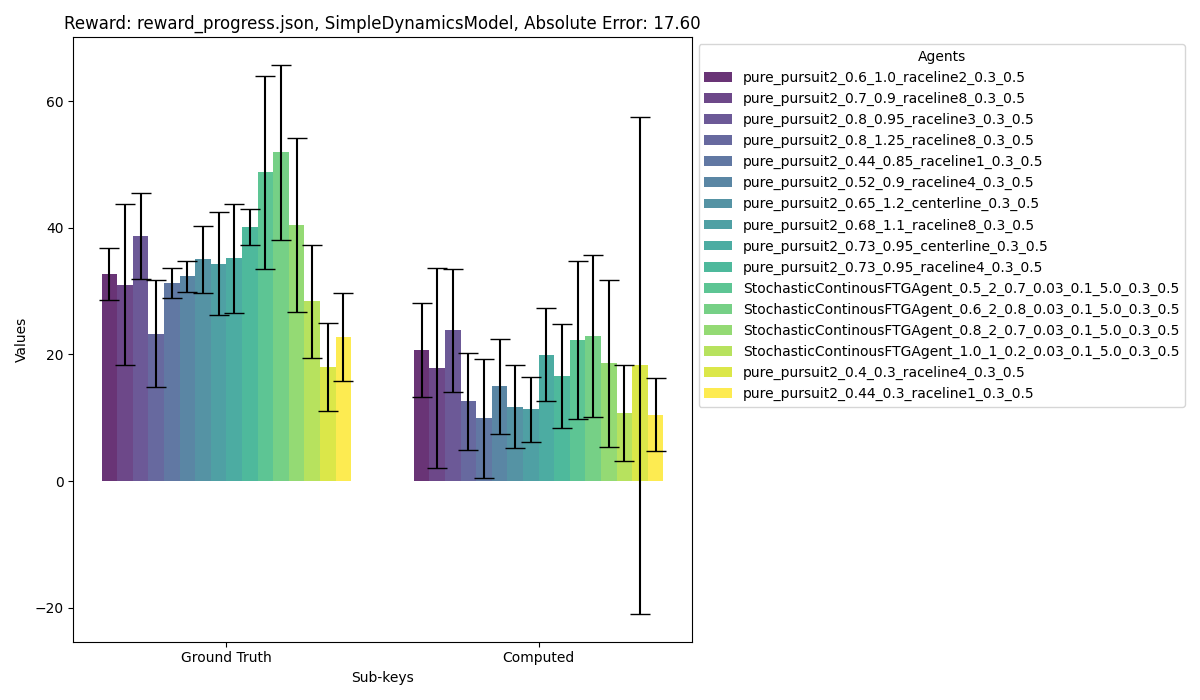 Reward: reward_progress.json, SimpleDynamicsModel, Absolute Error: 17.60
Values
60
40
20
0
−20
Ground Truth
Computed
Sub-keys
Agents
pure_pursuit2_0.6_1.0_raceline2_0.3_0.5
pure_pursuit2_0.7_0.9_raceline8_0.3_0.5
pure_pursuit2_0.8_0.95_raceline3_0.3_0.5
pure_pursuit2_0.8_1.25_raceline8_0.3_0.5
pure_pursuit2_0.44_0.85_raceline1_0.3_0.5
pure_pursuit2_0.52_0.9_raceline4_0.3_0.5
pure_pursuit2_0.65_1.2_centerline_0.3_0.5
pure_pursuit2_0.68_1.1_raceline8_0.3_0.5
pure_pursuit2_0.73_0.95_centerline_0.3_0.5
pure_pursuit2_0.73_0.95_raceline4_0.3_0.5
StochasticContinousFTGAgent_0.5_2_0.7_0.03_0.1_5.0_0.3_0.5
StochasticContinousFTGAgent_0.6_2_0.8_0.03_0.1_5.0_0.3_0.5
StochasticContinousFTGAgent_0.8_2_0.7_0.03_0.1_5.0_0.3_0.5
StochasticContinousFTGAgent_1.0_1_0.2_0.03_0.1_5.0_0.3_0.5
pure_pursuit2_0.4_0.3_raceline4_0.3_0.5
pure_pursuit2_0.44_0.3_raceline1_0.3_0.5